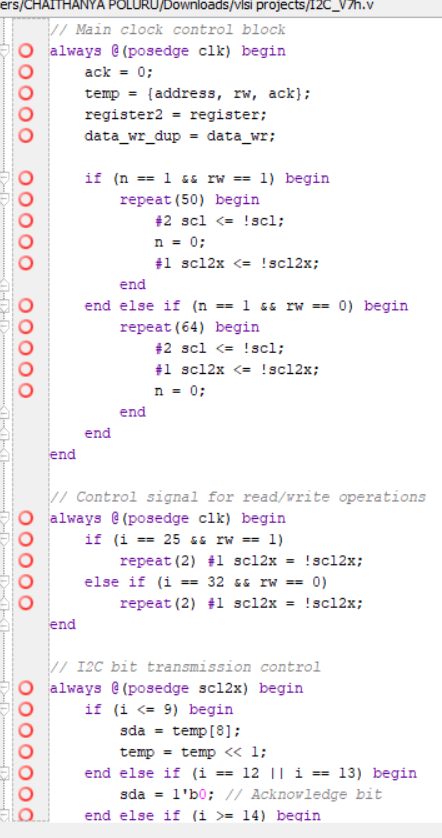 ers/CHAITHANYA POLURU/Downloads/vlsi projects/I2C_V7h.v
// Main clock control block
always @(posedge clk) begin
    ack = 0;
    temp = {address, rw, ack};
    register2 = register;
    data_wr_dup = data_wr;

    if (n == 1 && rw == 1) begin
        repeat(50) begin
            #2 scl <= !scl;
            n = 0;
            #1 scl2x <= !scl2x;
        end
    end else if (n == 1 && rw == 0) begin
        repeat(64) begin
            #2 scl <= !scl;
            #1 scl2x <= !scl2x;
            n = 0;
        end
    end
end

// Control signal for read/write operations
always @(posedge clk) begin
    if (i == 25 && rw == 1)
        repeat(2) #1 scl2x = !scl2x;
    else if (i == 32 && rw == 0)
        repeat(2) #1 scl2x = !scl2x;
end

// I2C bit transmission control
always @(posedge scl2x) begin
    if (i <= 9) begin
        sda = temp[8];
        temp = temp << 1;
    end else if (i == 12 || i == 13) begin
        sda = 1'b0; // Acknowledge bit
    end else if (i >= 14) begin